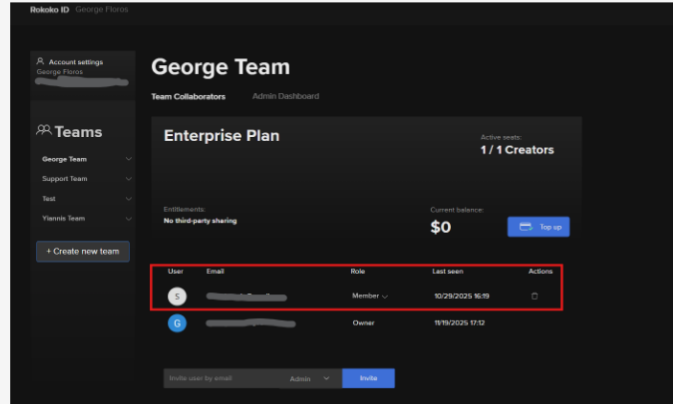 Rokoko ID George Floros
Account settings
George Floros
George Team
Team Collaborators Admin Dashboard
Teams
George Team
Support Team
Test
Yiannis Team
+ Create new team
Enterprise Plan
Active seats:
1 / 1 Creators
Entitlements:
No third-party sharing
Current balance:
$0
Top up
User Email Role Last seen Actions
S Member 10/29/2025 16:19
G Owner 11/19/2025 17:12
Invite user by email Admin Invite